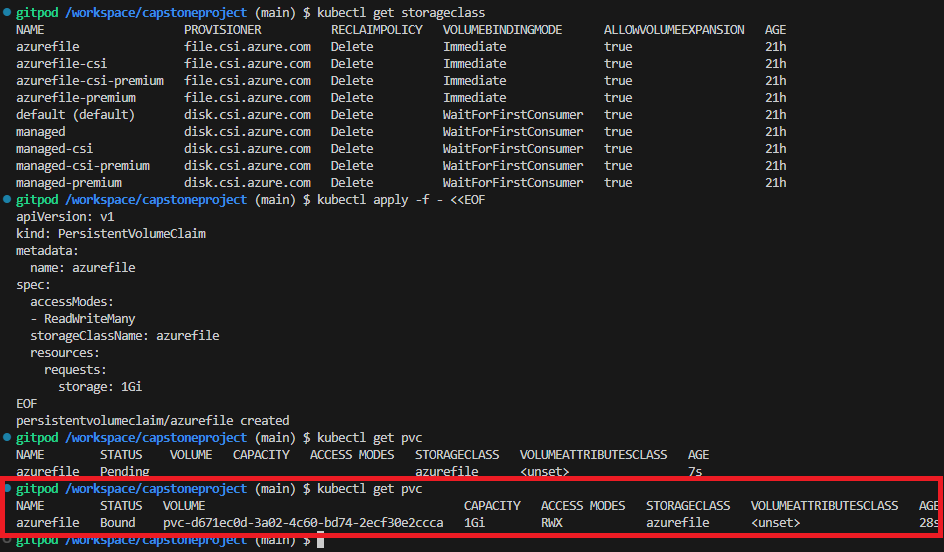 gitpod /workspace/capstoneproject (main) $ kubectl get storageclass
NAME PROVISIONER RECLAIMPOLICY VOLUMEBINDINGMODE ALLOWVOLUMEEXPANSION AGE
azurefile file.csi.azure.com Delete Immediate true 21h
azurefile-csi file.csi.azure.com Delete Immediate true 21h
azurefile-csi-premium file.csi.azure.com Delete Immediate true 21h
azurefile-premium file.csi.azure.com Delete Immediate true 21h
default (default) disk.csi.azure.com Delete WaitForFirstConsumer true 21h
managed disk.csi.azure.com Delete WaitForFirstConsumer true 21h
managed-csi disk.csi.azure.com Delete WaitForFirstConsumer true 21h
managed-csi-premium disk.csi.azure.com Delete WaitForFirstConsumer true 21h
managed-premium disk.csi.azure.com Delete WaitForFirstConsumer true 21h
gitpod /workspace/capstoneproject (main) $ kubectl apply -f - <<EOF
apiVersion: v1
kind: PersistentVolumeClaim
metadata:
  name: azurefile
spec:
  accessModes:
  - ReadWriteMany
  storageClassName: azurefile
  resources:
    requests:
      storage: 1Gi
EOF
persistentvolumeclaim/azurefile created
gitpod /workspace/capstoneproject (main) $ kubectl get pvc
NAME STATUS VOLUME CAPACITY ACCESS MODES STORAGECLASS VOLUMEATTRIBUTESCLASS AGE
azurefile Pending azurefile <unset> 7s
gitpod /workspace/capstoneproject (main) $ kubectl get pvc
NAME STATUS VOLUME CAPACITY ACCESS MODES STORAGECLASS VOLUMEATTRIBUTESCLASS AGE
azurefile Bound pvc-d671ec0d-3a02-4c60-bd74-2ecf30e2ccca 1Gi RWX azurefile <unset> 28s
gitpod /workspace/capstoneproject (main) $